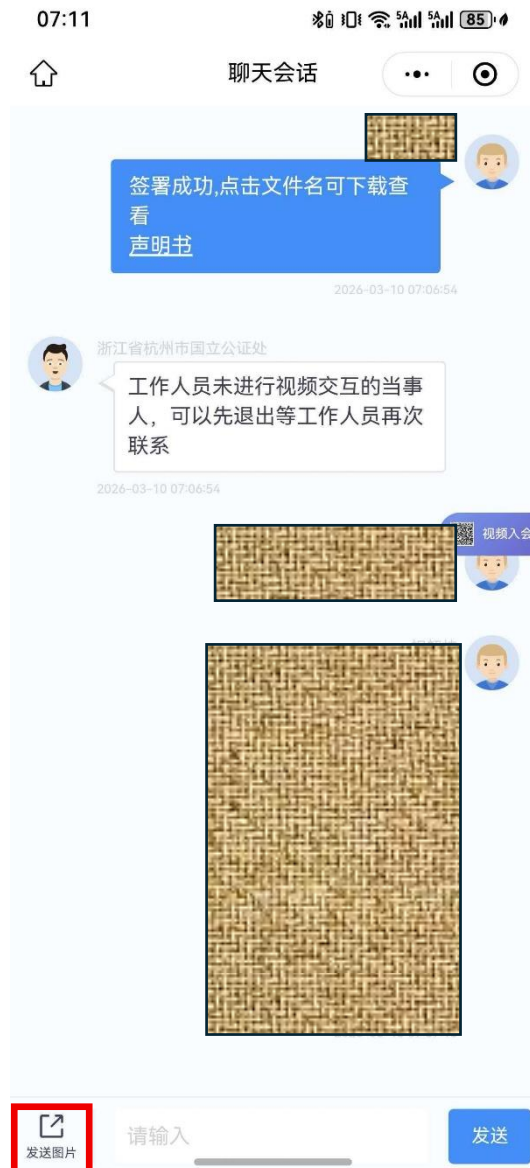 07:11
5A 5A 85
聊天会话
签署成功,点击文件名可下载查
看
声明书
2026-03-10 07:06:54
浙江省杭州市国立公证处
工作人员未进行视频交互的当事
人，可以先退出等工作人员再次
联系
2026-03-10 07:06:54
视频入会
发送图片
请输入
发送